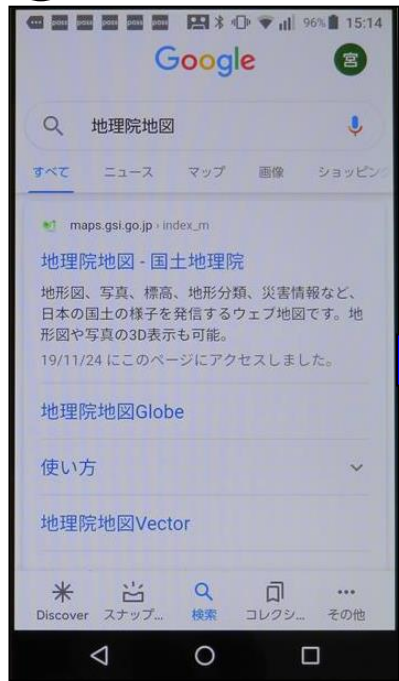 96% 15:14
Google
宮
地理院地図
すべて ニュース マップ 画像 ショッピング
maps.gsi.go.jp › index_m
地理院地図 - 国土地理院
地形図、写真、標高、地形分類、災害情報など、
日本の国土の様子を発信するウェブ地図です。地
形図や写真の3D表示も可能。
19/11/24 にこのページにアクセスしました。
地理院地図Globe
使い方
地理院地図Vector
Discover スナップ... 検索 コレクシ... その他